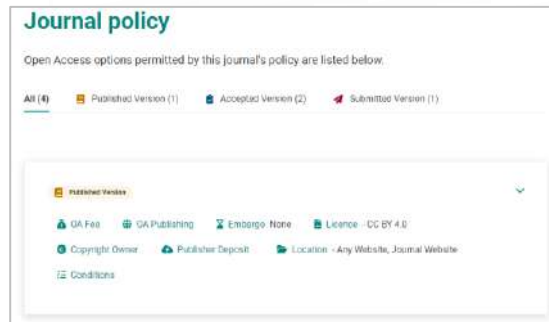 Journal policy
Open Access options permitted by this journal's policy are listed below.
All (4) Published Version (1) Accepted Version (2) Submitted Version (1)
Published Version
OA Fee OA Publishing Embargo None Licence - CC BY 4.0
Copyright Owner Publisher Deposit Location - Any Website, Journal Website
Conditions